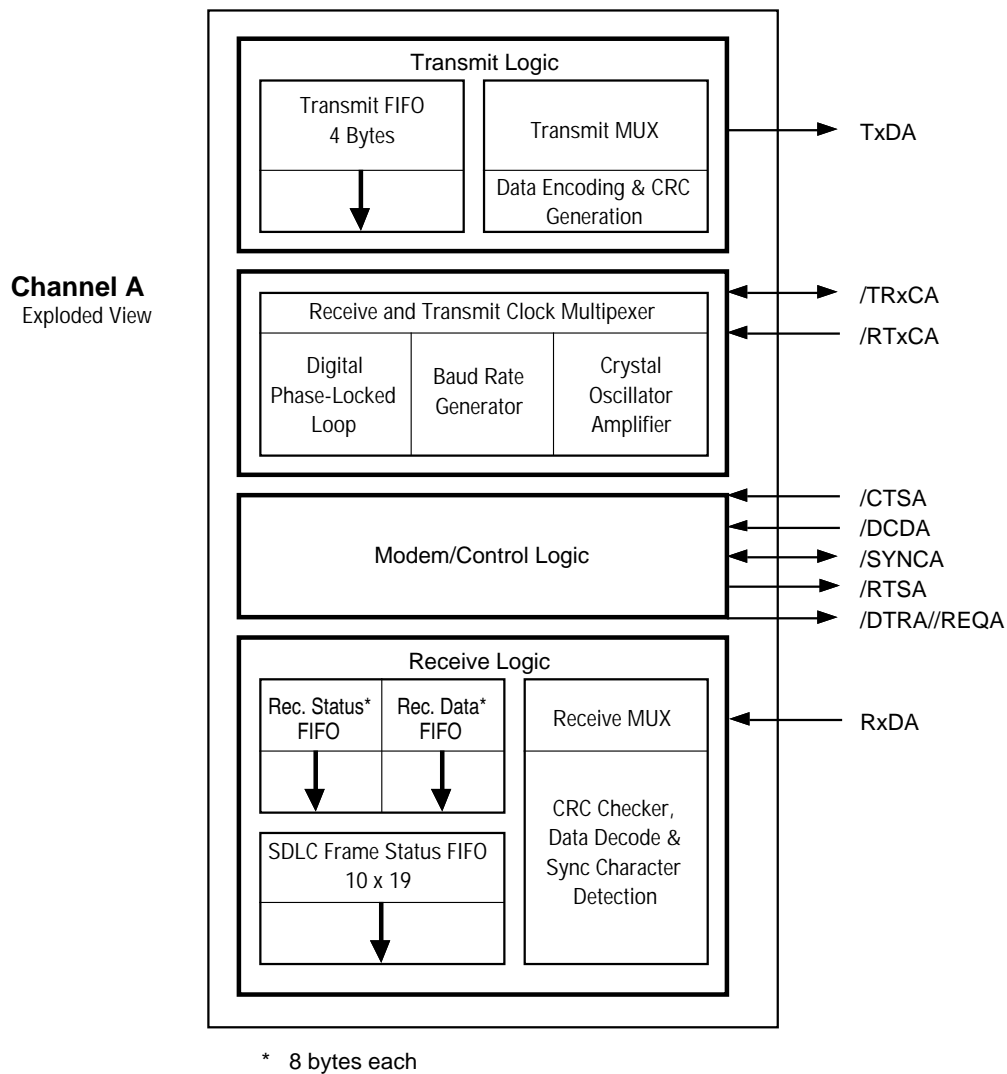 Transmit Logic
Transmit FIFO
4 Bytes
Transmit MUX
Data Encoding & CRC
Generation
TxDA
Channel A
Exploded View
Receive and Transmit Clock Multipexer
Digital
Phase-Locked
Loop
Baud Rate
Generator
Crystal
Oscillator
Amplifier
/TRxCA
/RTxCA
Modem/Control Logic
/CTSA
/DCDA
/SYNCA
/RTSA
/DTRA//REQA
Receive Logic
Rec. Status*
FIFO
Rec. Data*
FIFO
Receive MUX
RxDA
CRC Checker,
Data Decode &
Sync Character
Detection
SDLC Frame Status FIFO
10 x 19
* 8 bytes each